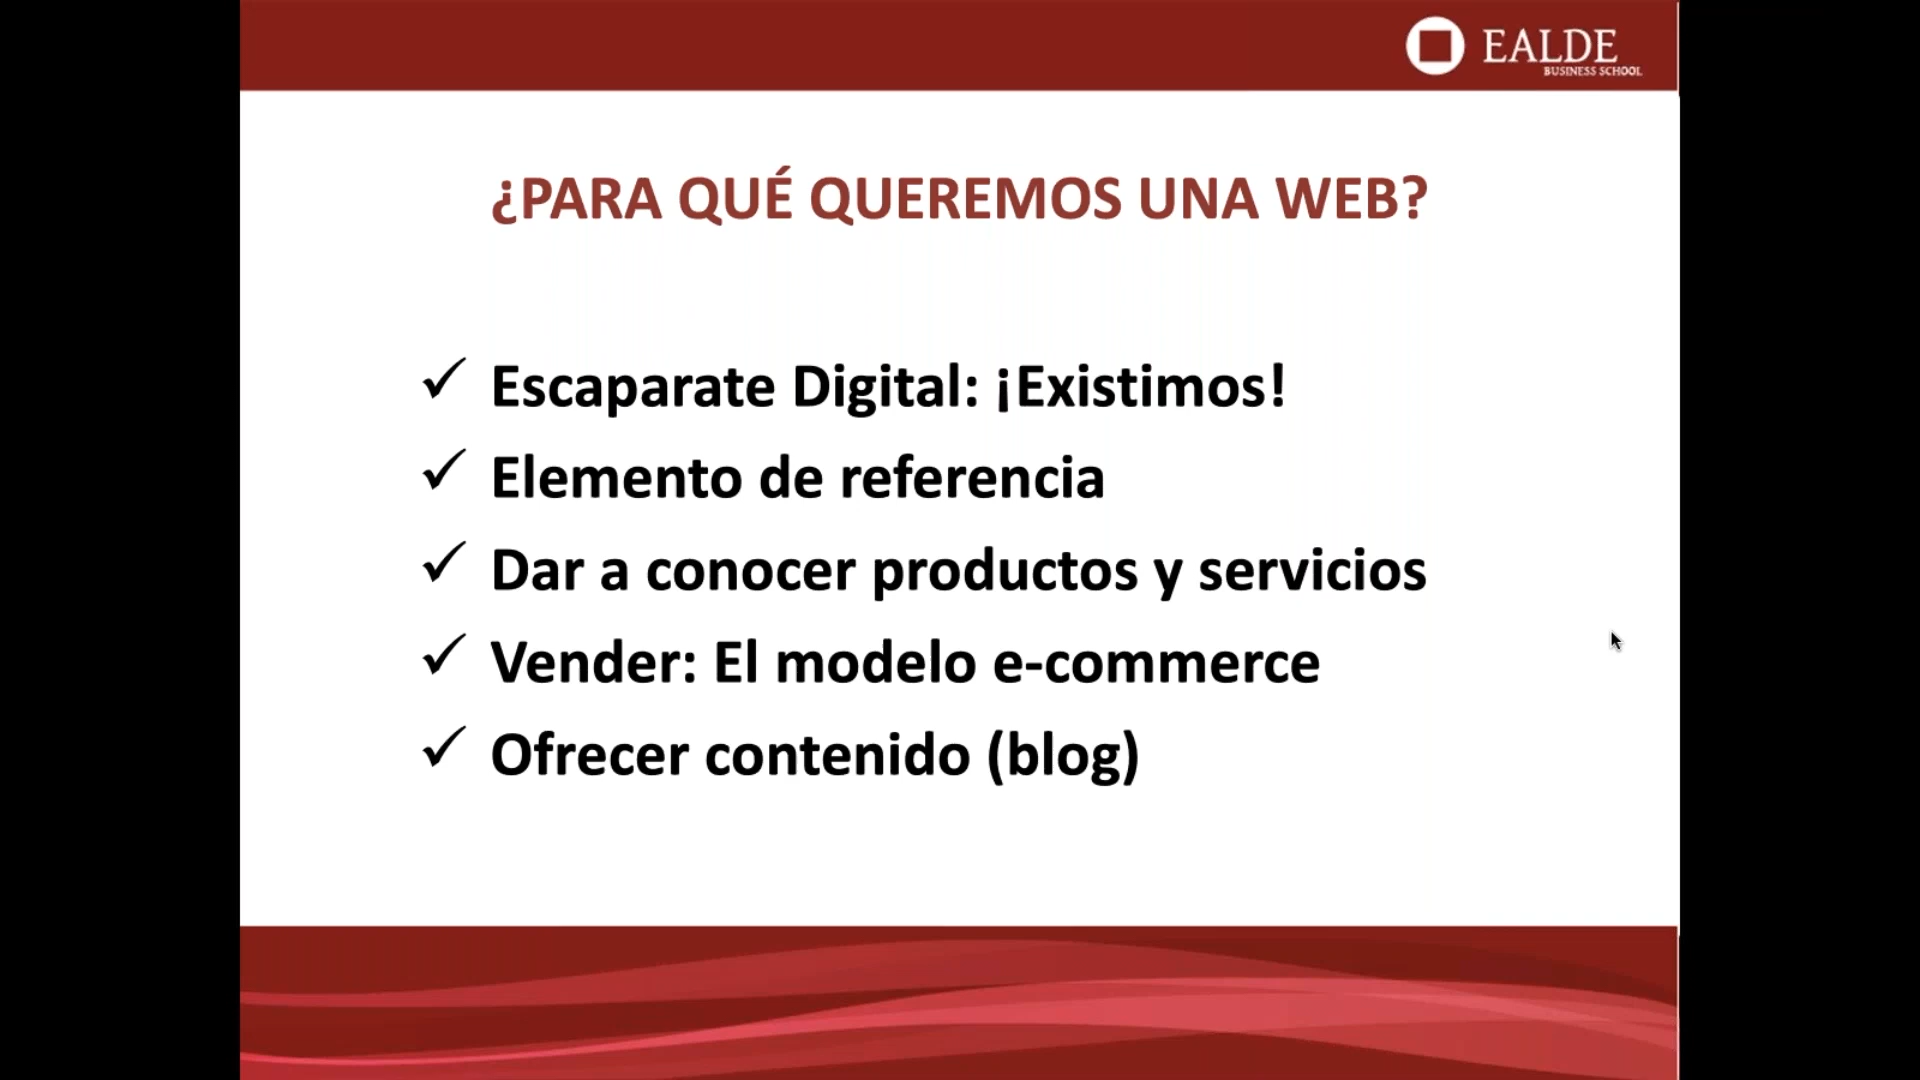 EALDE
BUSINESS SCHOOL
¿PARA QUÉ QUEREMOS UNA WEB?
✓ Escaparate Digital: ¡Existimos!
✓ Elemento de referencia
✓ Dar a conocer productos y servicios
✓ Vender: El modelo e-commerce
✓ Ofrecer contenido (blog)